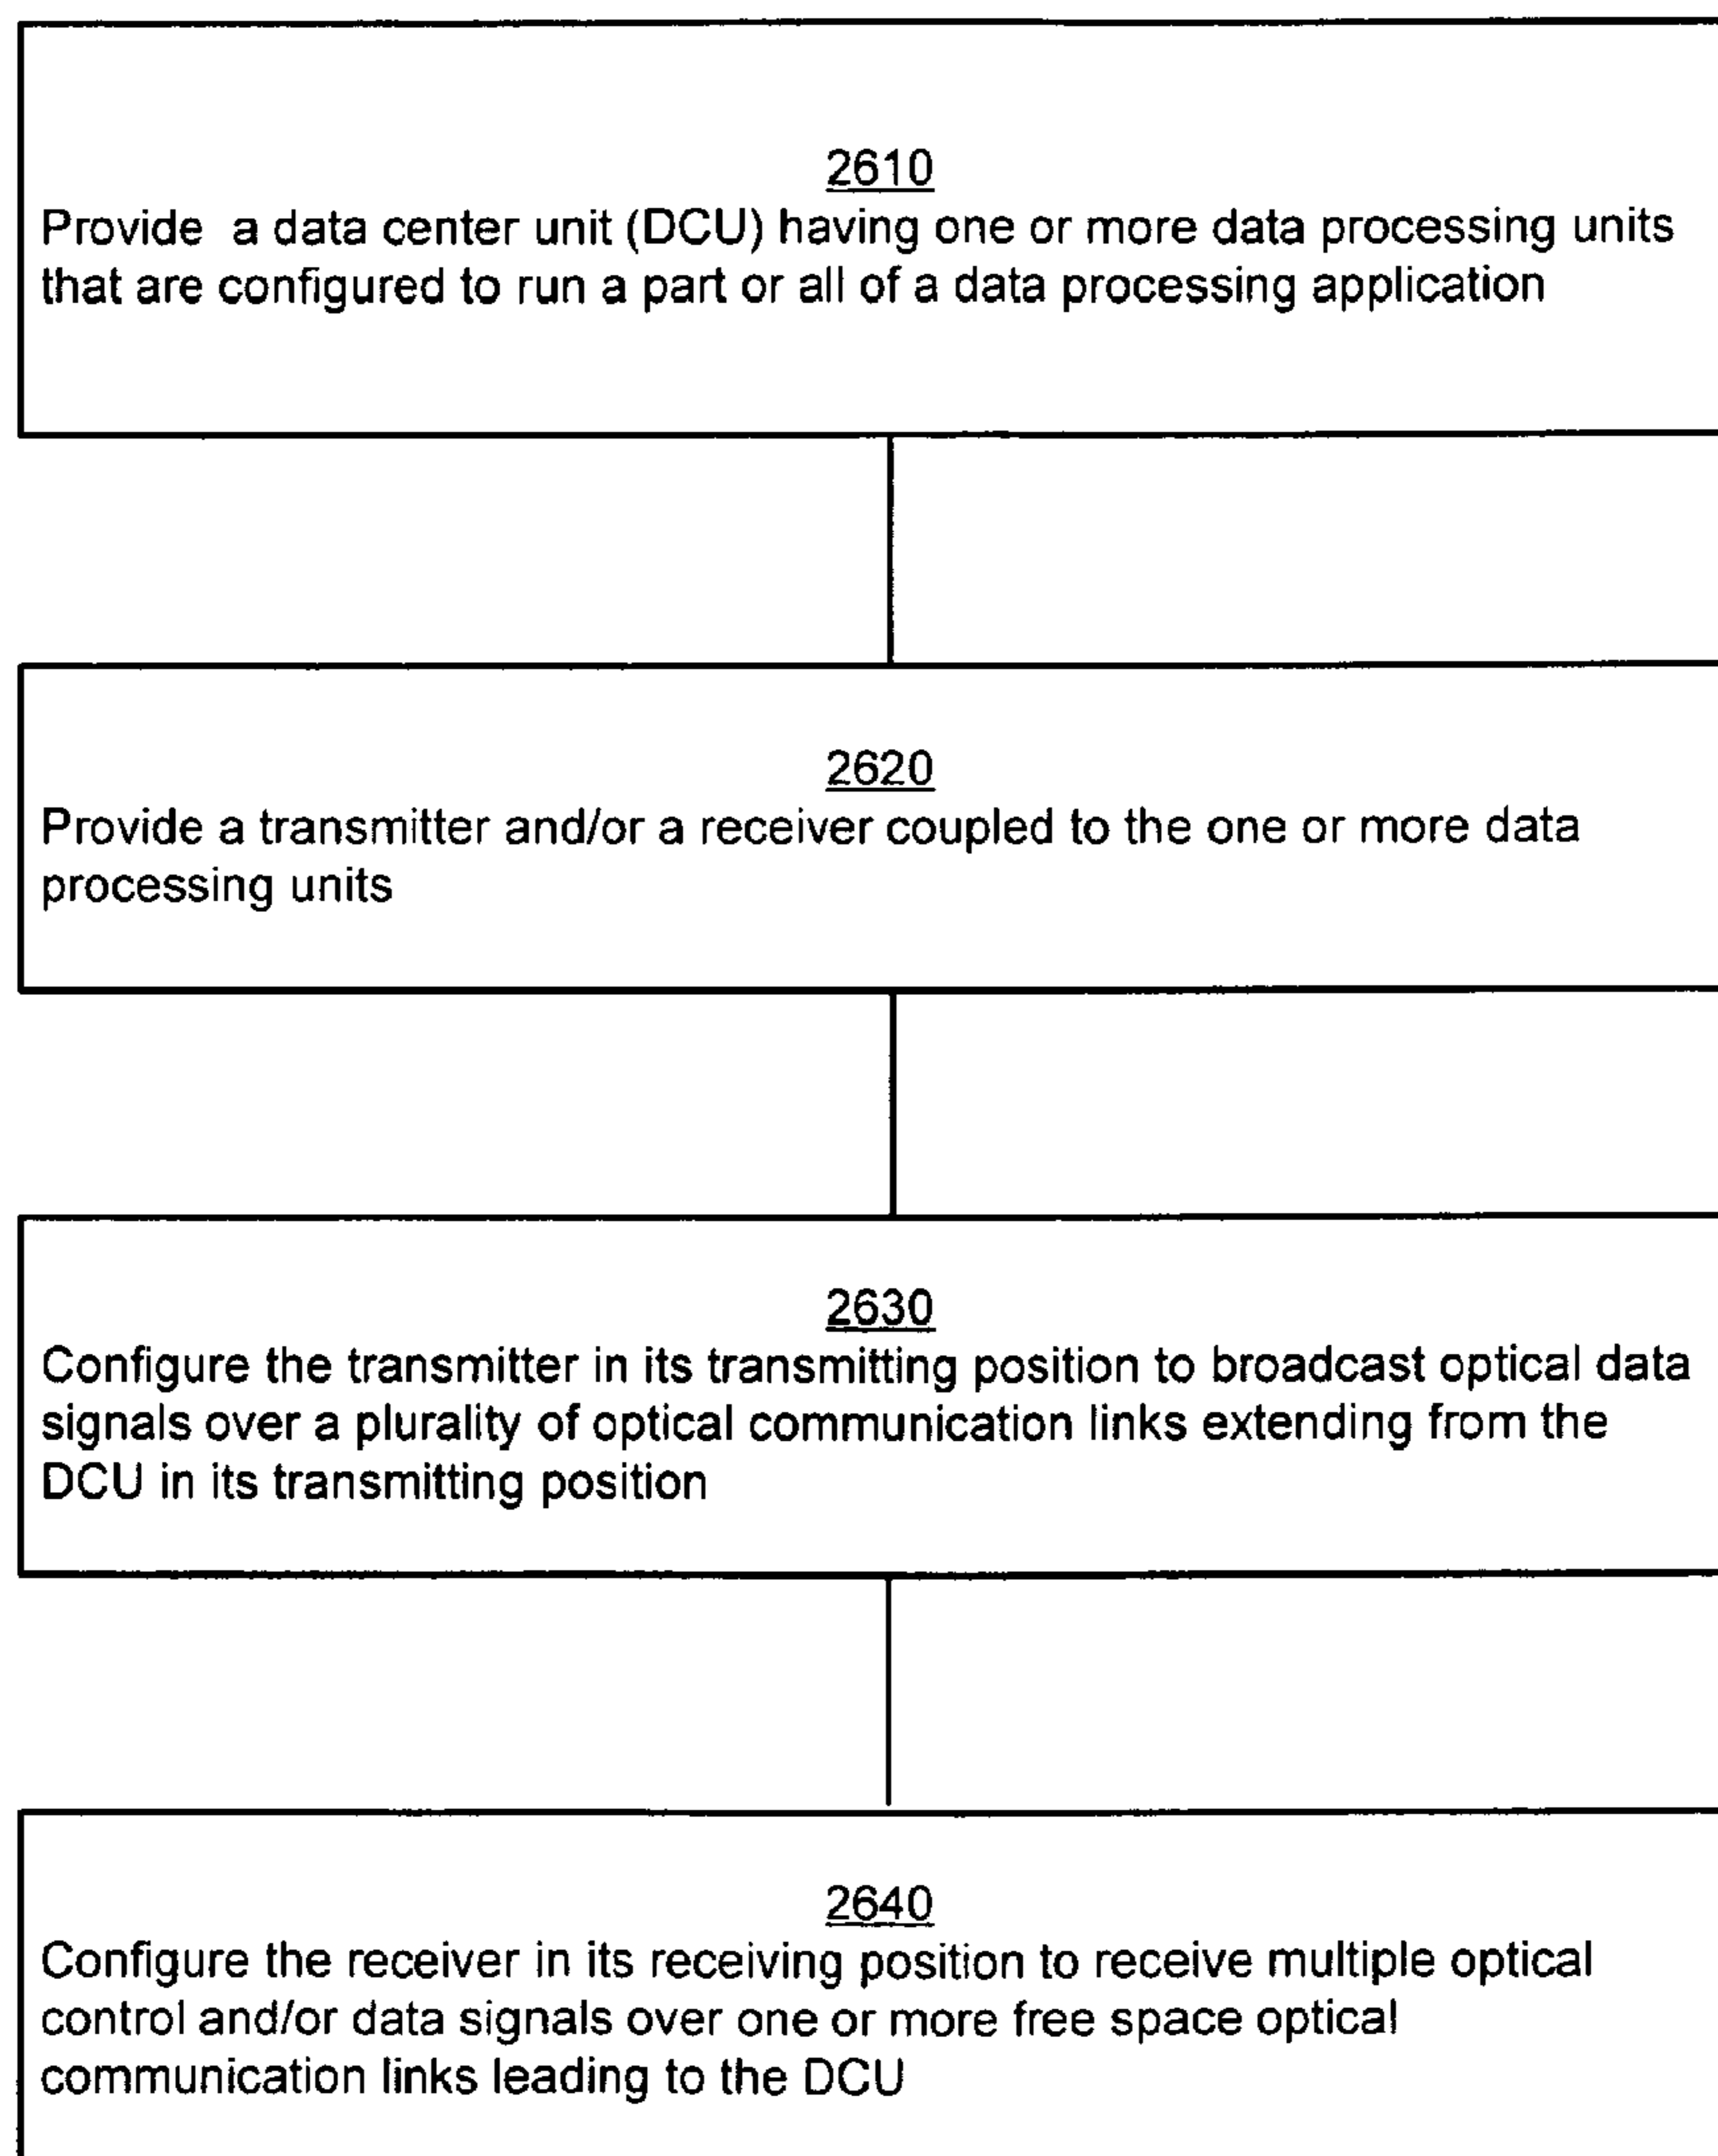 2610
Provide a data center unit (DCU) having one or more data processing units
that are configured to run a part or all of a data processing application
2620
Provide a transmitter and/or a receiver coupled to the one or more data
processing units
2630
Configure the transmitter in its transmitting position to broadcast optical data
signals over a plurality of optical communication links extending from the
DCU in its transmitting position
2640
Configure the receiver in its receiving position to receive multiple optical
control and/or data signals over one or more free space optical
communication links leading to the DCU